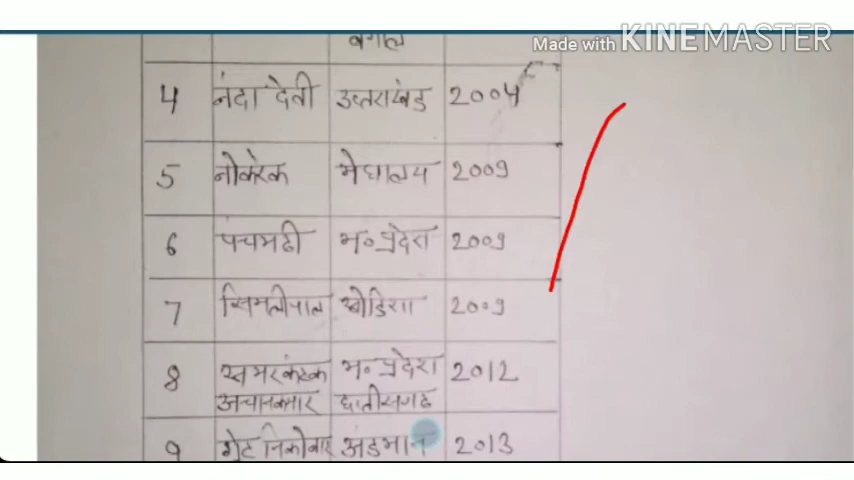 Made with KINEMASTER
बंगाल
4 नंदा देवी उत्तराखंड 2004
5 नोकरेक मेघालय 2009
6 पंचमढी म॰ प्रदेश 2009
7 सिमलीपाल ओडिशा 2009
8 अमरकंटक म॰ प्रदेश 2012
अचानकमार छत्तीसगढ
9 ग्रेट निकोबार अंडमान 2013